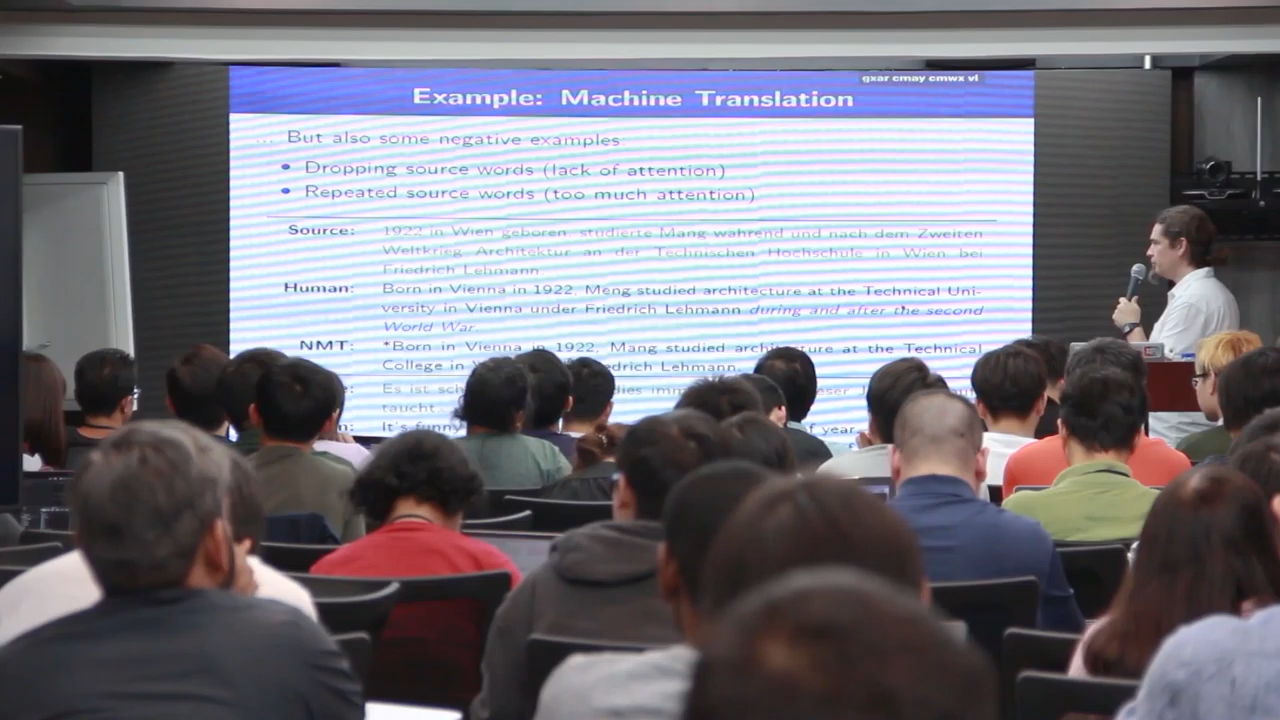 gxar cmay cmwx vl
Example: Machine Translation
... But also some negative examples
• Dropping source words (lack of attention)
• Repeated source words (too much attention)
Source: 1922 in Wien geboren, studierte Mang während und nach dem Zweiten
Weltkrieg Architektur an der Technischen Hochschule in Wien bei
Friedrich Lehmann.
Human: Born in Vienna in 1922, Meng studied architecture at the Technical Uni-
versity in Vienna under Friedrich Lehmann during and after the second
World War.
NMT: *Born in Vienna in 1922, Mang studied architecture at the Technical
College in edrich Lehmann.
Es ist
taucht.
It's funny of year